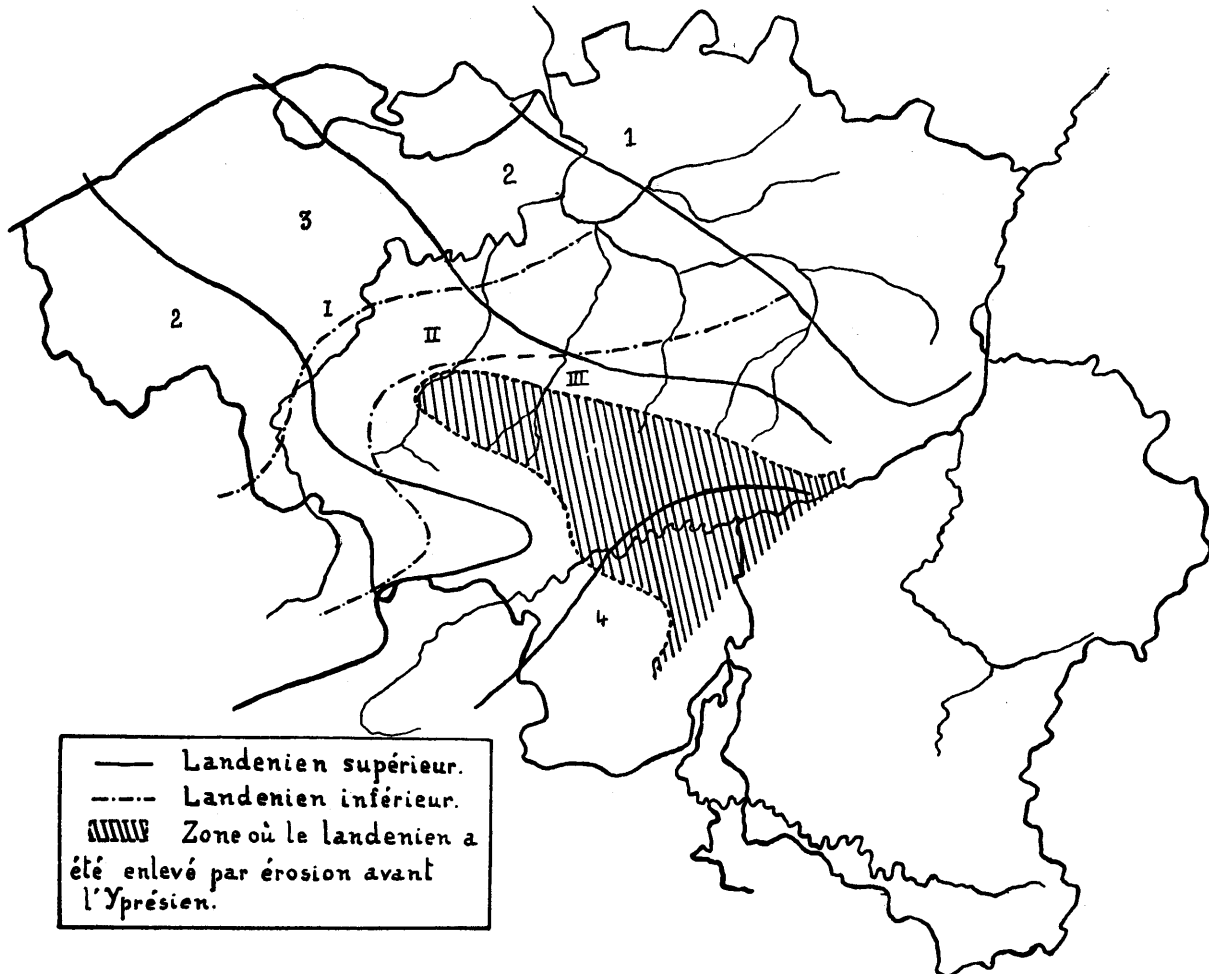 1
2
3
I
2
II
III
4
Landenien supérieur.
Landenien inférieur.
Zone où le landenien a
été enlevé par érosion avant
l'Yprésien.